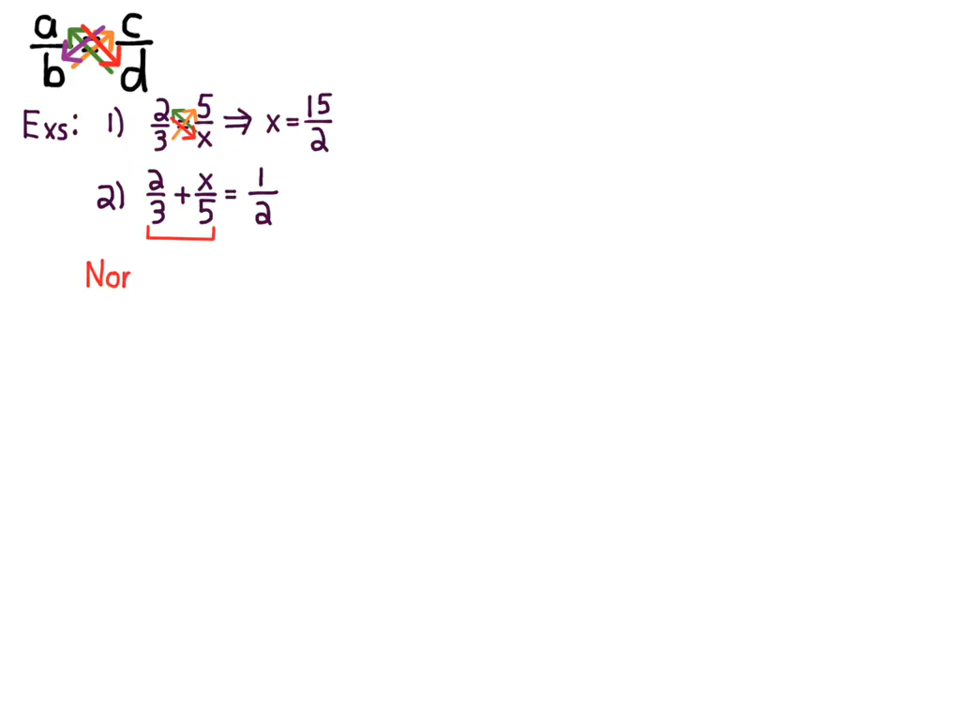 a/b = c/d
Exs: 1) 2/3 = 5/x ⇒ x = 15/2
2) 2/3 + x/5 = 1/2
Nor